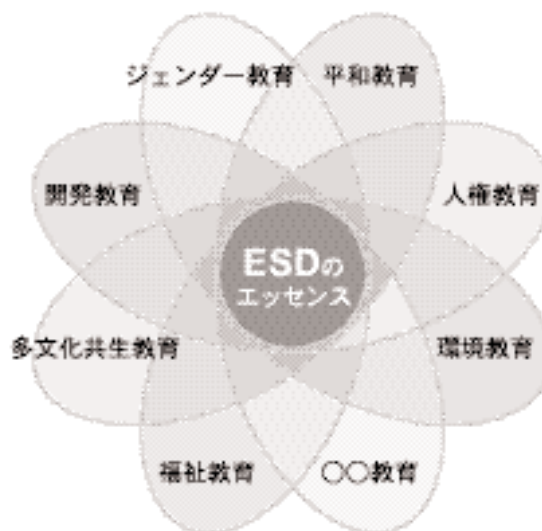 ジェンダー教育
平和教育
開発教育
人権教育
ESDの
エッセンス
多文化共生教育
環境教育
福祉教育
〇〇教育